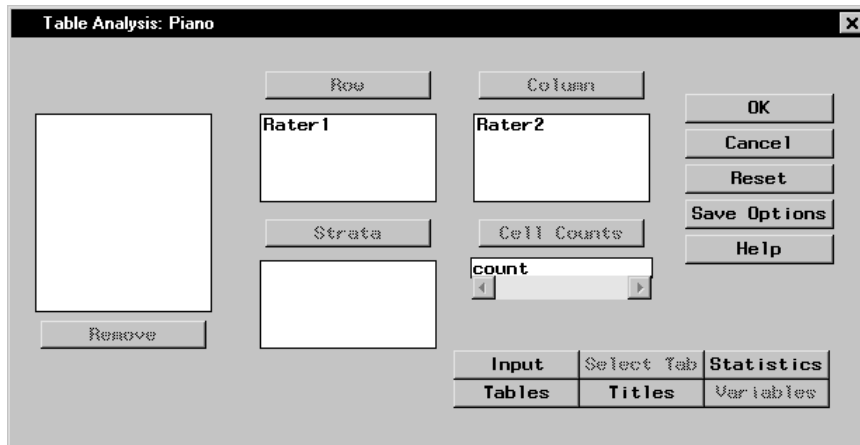 Table Analysis: Piano
Row
Column
Rater1
Rater2
OK
Cancel
Reset
Save Options
Help
Strata
Cell Counts
count
Remove
Input
Select Tab
Statistics
Tables
Titles
Variables